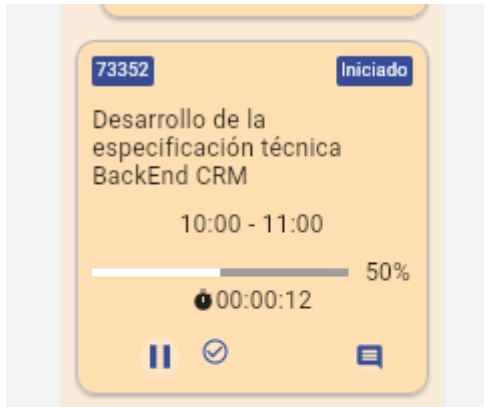 73352
Iniciado
Desarrollo de la
especificación técnica
BackEnd CRM
10:00 - 11:00
50%
00:00:12